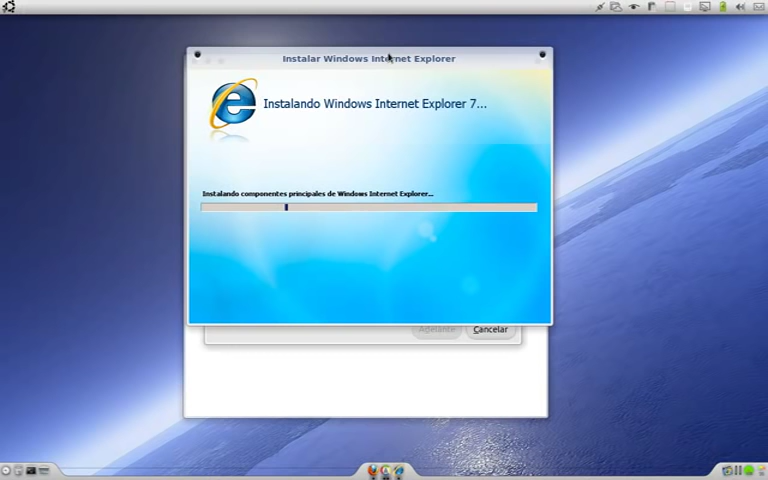 Instalar Windows Internet Explorer
Instalando Windows Internet Explorer 7...
Instalando componentes principales de Windows Internet Explorer...
Adelante
Cancelar